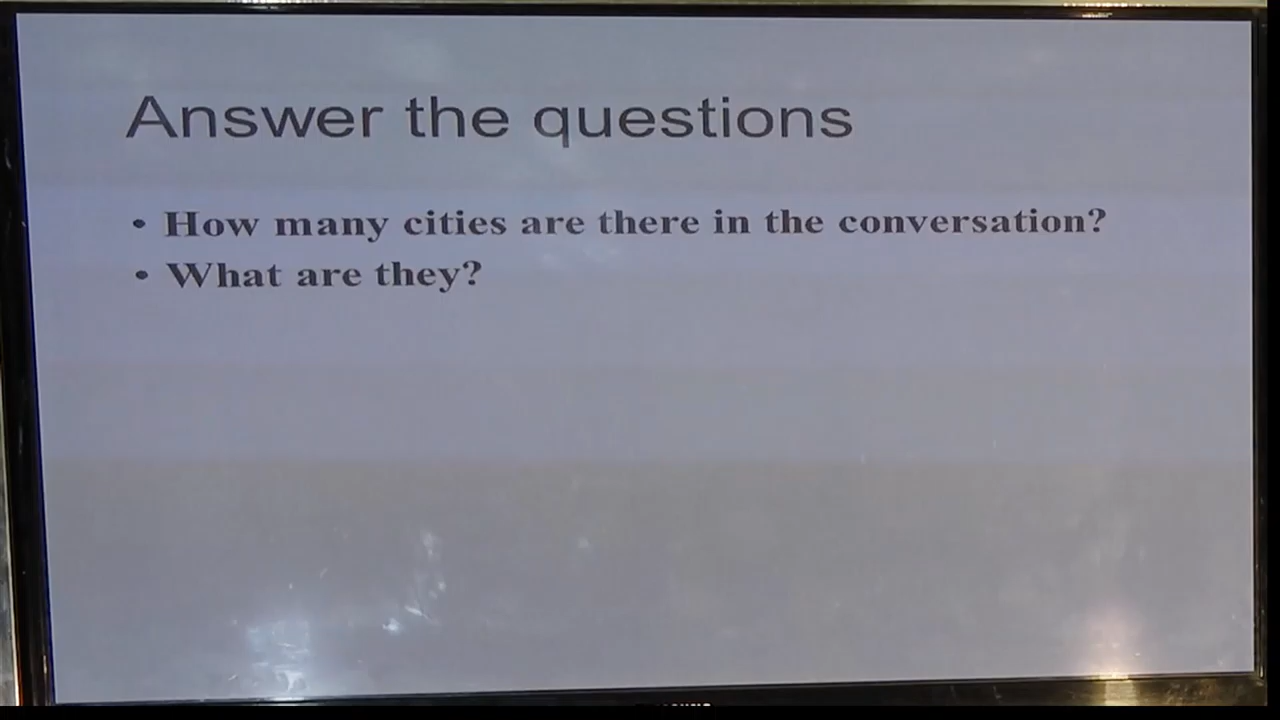 Answer the questions
• How many cities are there in the conversation?
• What are they?